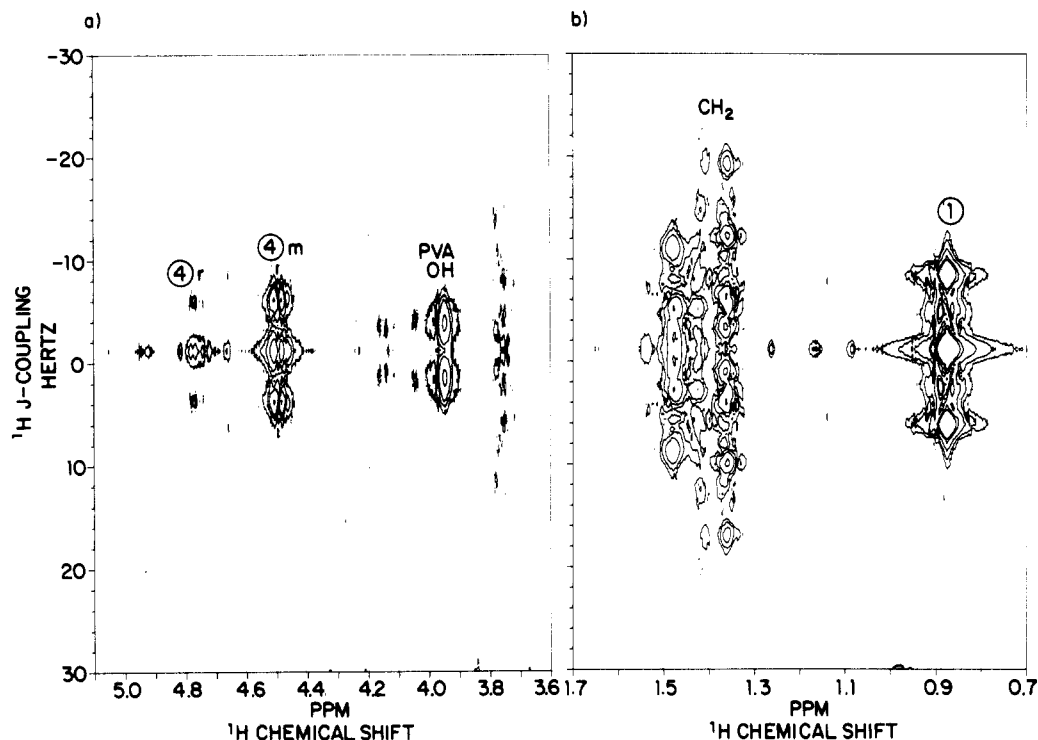 a)
-30
-20
-10
0
10
20
30
¹H J-COUPLING
HERTZ
④ r
④ m
PVA
OH
5.0 4.8 4.6 4.4 4.2 4.0 3.8 3.6
PPM
¹H CHEMICAL SHIFT
b)
CH₂
①
1.7 1.5 1.3 1.1 0.9 0.7
PPM
¹H CHEMICAL SHIFT